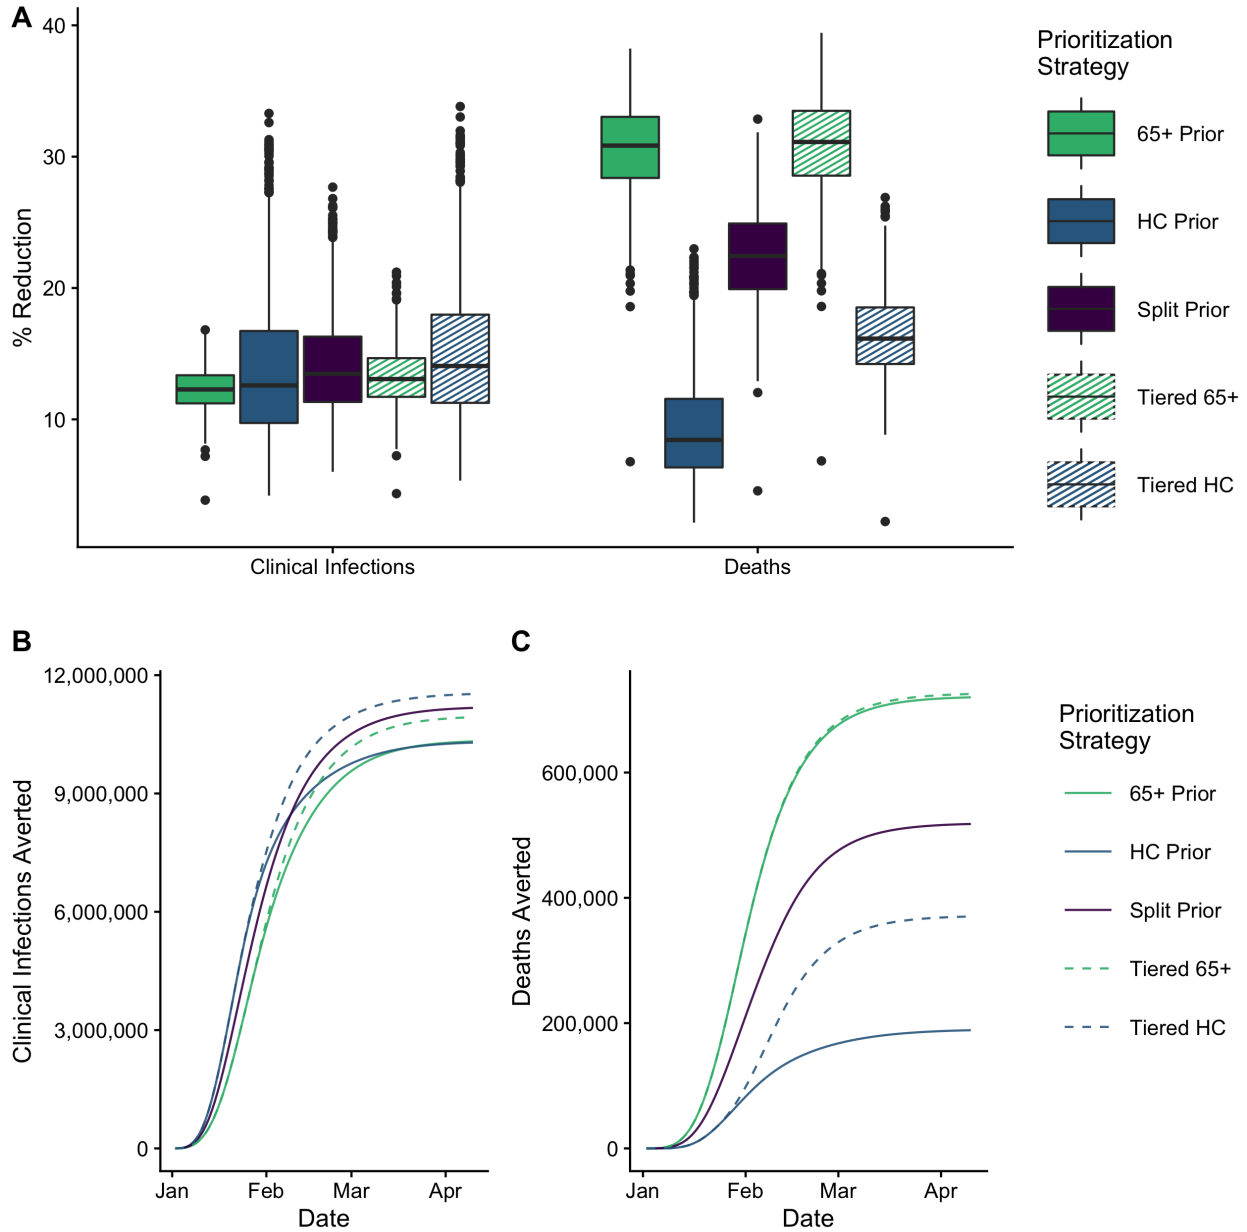 A
40
30
20
10
% Reduction
Clinical Infections
Deaths
Prioritization
Strategy
65+ Prior
HC Prior
Split Prior
Tiered 65+
Tiered HC
B
12,000,000
9,000,000
6,000,000
3,000,000
0
Clinical Infections Averted
Jan
Feb
Mar
Apr
Date
C
600,000
400,000
200,000
0
Deaths Averted
Jan
Feb
Mar
Apr
Date
Prioritization
Strategy
65+ Prior
HC Prior
Split Prior
Tiered 65+
Tiered HC